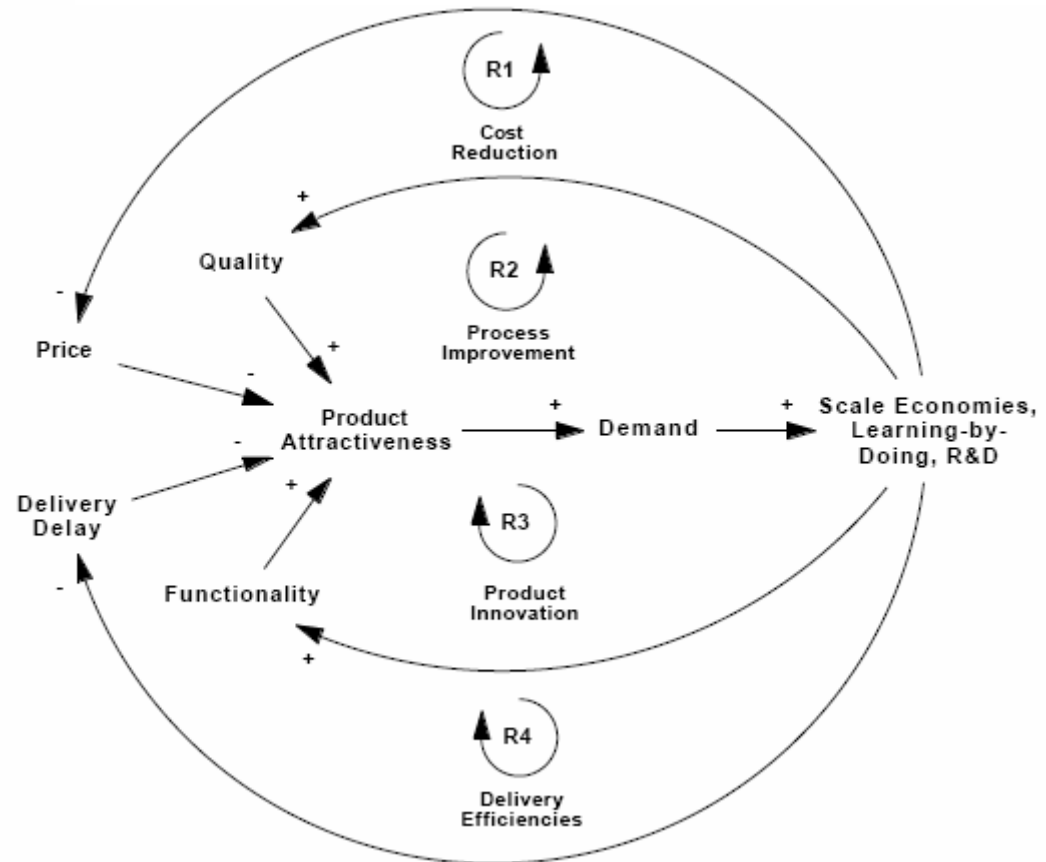 R1
Cost
Reduction
+
Quality
R2
-
Process
Improvement
Price
+
-
Product
Attractiveness
+
Demand
+
Scale Economies,
Learning-by-
Doing, R&D
-
+
Delivery
Delay
R3
-
Functionality
Product
Innovation
+
R4
Delivery
Efficiencies